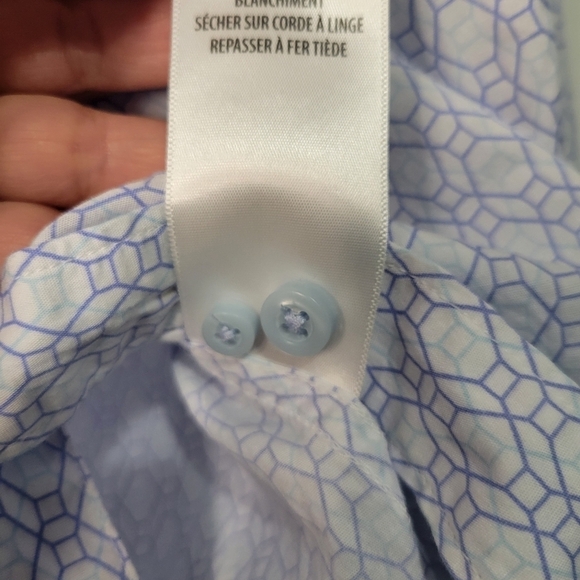 BLANCHIMENT
SÉCHER SUR CORDE À LINGE
REPASSER À FER TIÈDE